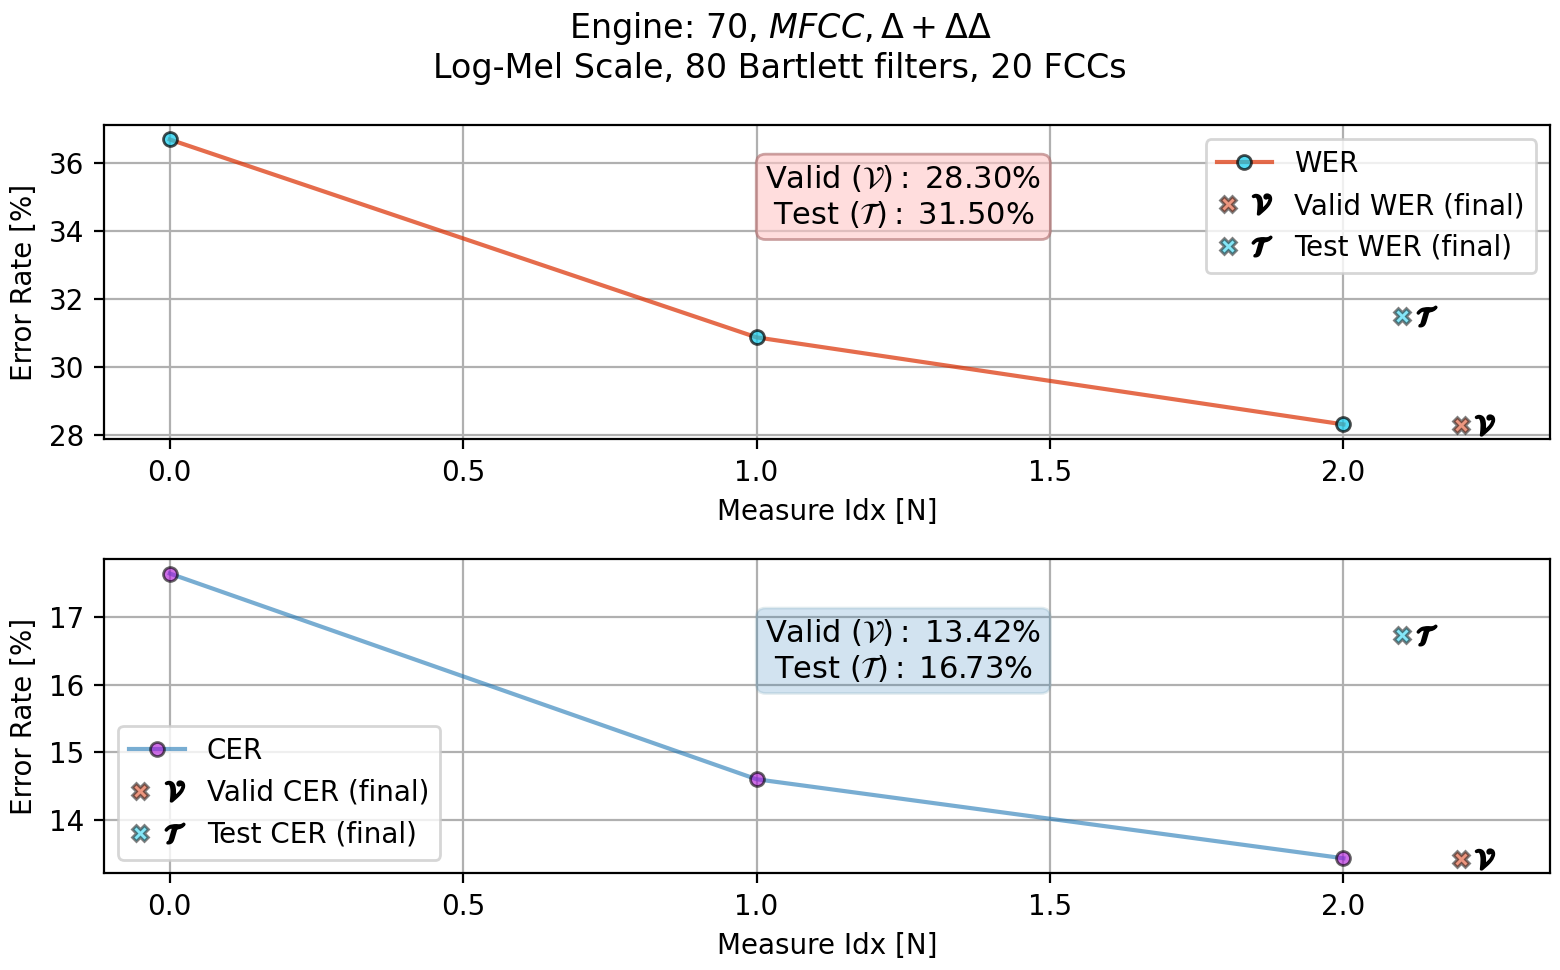 Engine: 70, MFCC, Δ + ΔΔ
Log-Mel Scale, 80 Bartlett filters, 20 FCCs
36
34
32
30
28
Error Rate [%]
Valid (𝒱) : 28.30%
Test (𝒯) : 31.50%
WER
𝒱 Valid WER (final)
𝒯 Test WER (final)
𝒯
𝒱
0.0 0.5 1.0 1.5 2.0
Measure Idx [N]
17
16
15
14
Error Rate [%]
Valid (𝒱) : 13.42%
Test (𝒯) : 16.73%
𝒯
CER
𝒱 Valid CER (final)
𝒯 Test CER (final)
𝒱
0.0 0.5 1.0 1.5 2.0
Measure Idx [N]